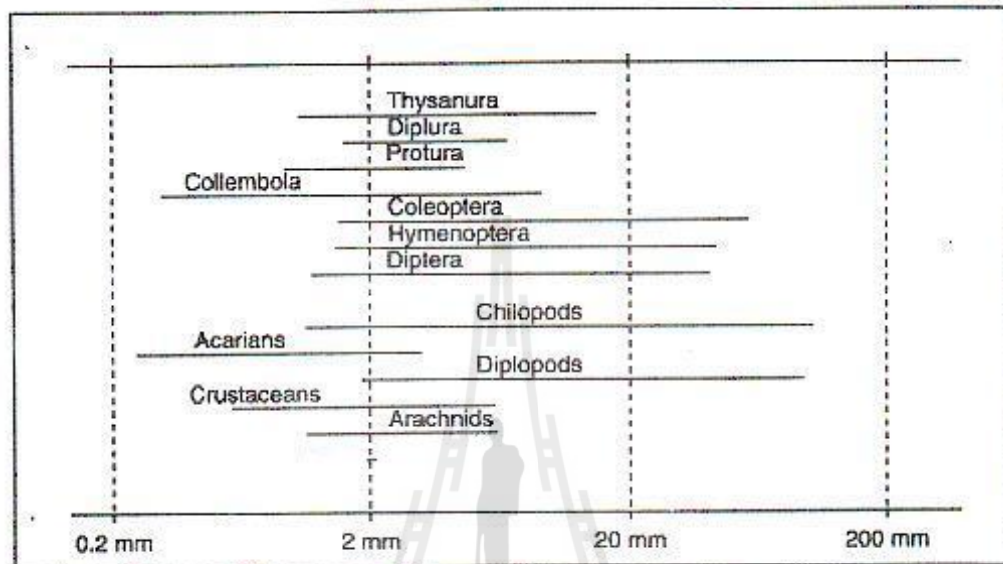 Thysanura
Diplura
Protura
Collembola
Coleoptera
Hymenoptera
Diptera
Chilopods
Acarians
Diplopods
Crustaceans
Arachnids
0.2 mm 2 mm 20 mm 200 mm